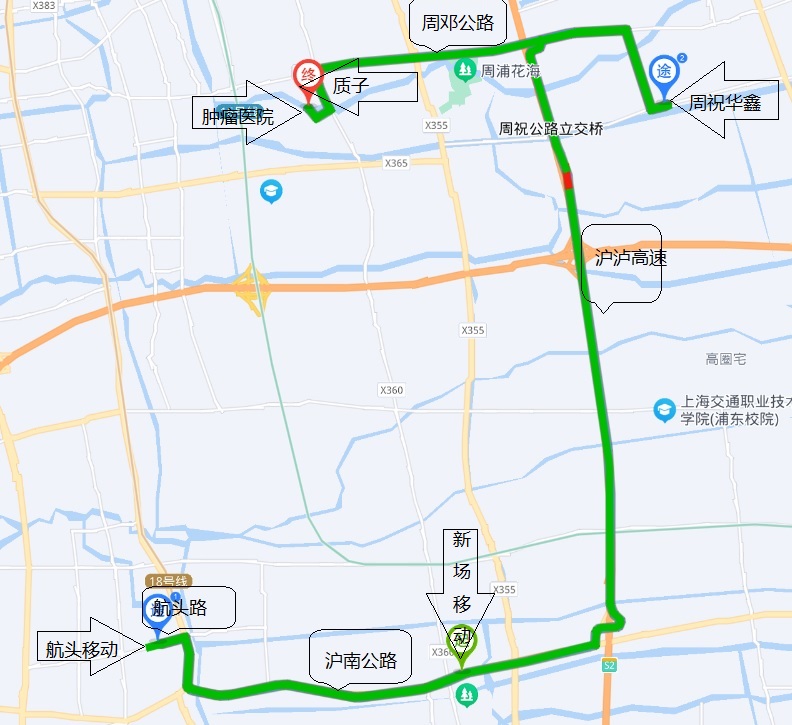 X383
周邓公路
终
质子
周浦花海
途
2
周祝华鑫
肿瘤医院
X355
周祝公路立交桥
X365
沪泸高速
X355
高圈宅
X360
上海交通职业技术
学院(浦东校院)
新
场
移
动
18号线
X355
1
航头路
航头移动
沪南公路
X360
S2